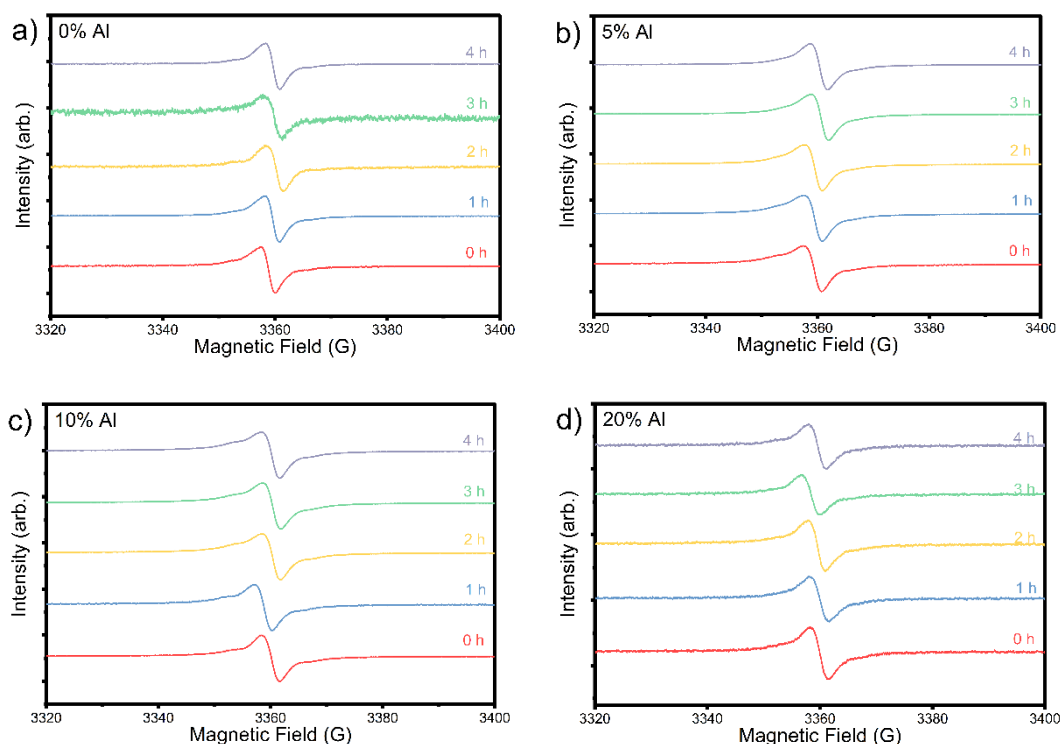 a) 0% Al
4 h
3 h
2 h
1 h
0 h
Intensity (arb.)
3320 3340 3360 3380 3400
Magnetic Field (G)
b) 5% Al
4 h
3 h
2 h
1 h
0 h
Intensity (arb.)
3320 3340 3360 3380 3400
Magnetic Field (G)
c) 10% Al
4 h
3 h
2 h
1 h
0 h
Intensity (arb.)
3320 3340 3360 3380 3400
Magnetic Field (G)
d) 20% Al
4 h
3 h
2 h
1 h
0 h
Intensity (arb.)
3320 3340 3360 3380 3400
Magnetic Field (G)